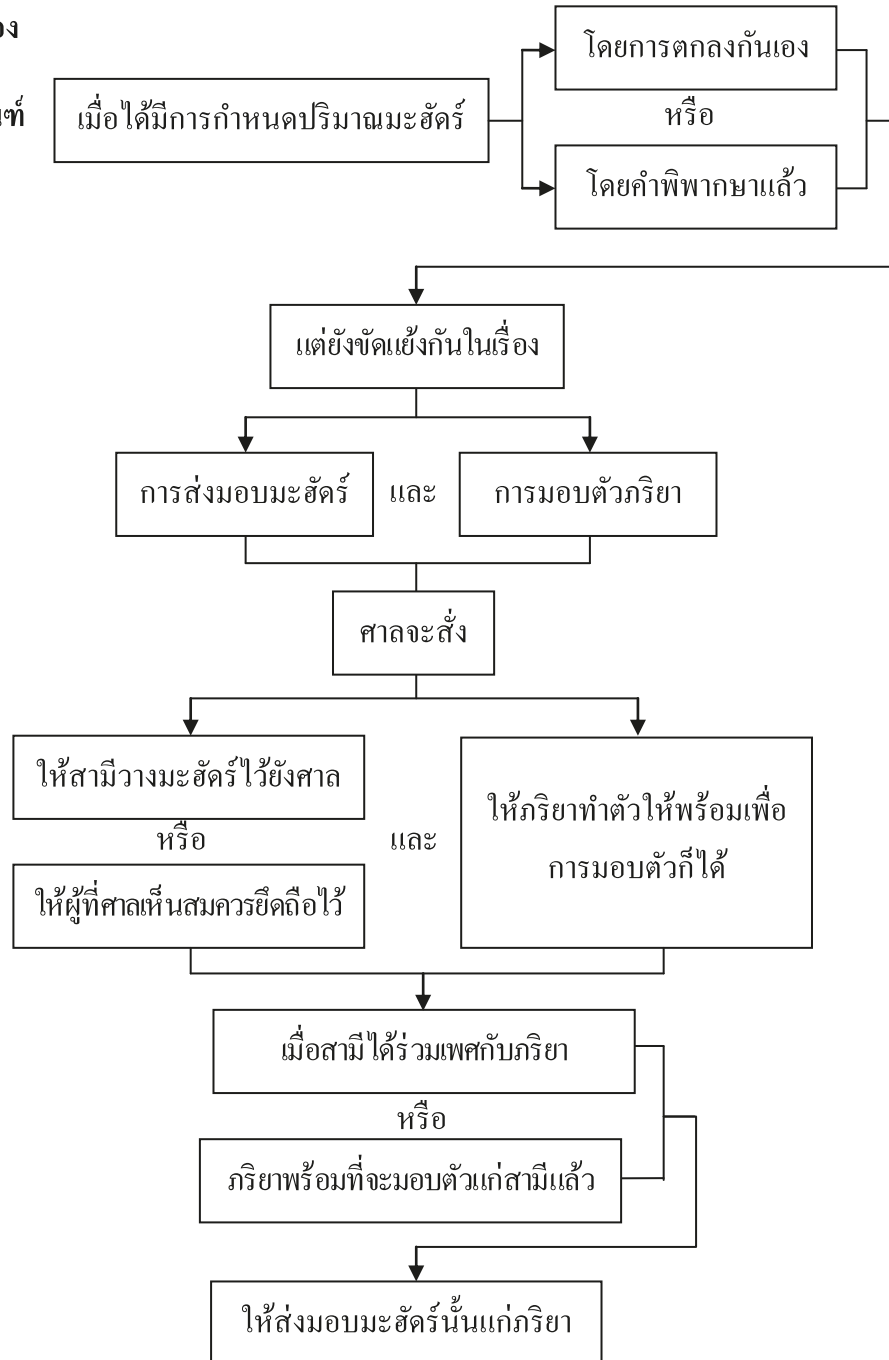 โดยการตกลงกันเอง
เมื่อได้มีการกำหนดปริมาณมะฮัดร์
หรือ
โดยคำพิพากษาแล้ว
แต่ยังขัดแย้งกันในเรื่อง
การส่งมอบมะฮัดร์ และ การมอบตัวภริยา
ศาลจะสั่ง
ให้สามีวางมะฮัดร์ไว้ยังศาล
หรือ
ให้ผู้ที่ศาลเห็นสมควรยึดถือไว้
และ
ให้ภริยาทำตัวให้พร้อมเพื่อ
การมอบตัวก็ได้
เมื่อสามีได้ร่วมเพศกับภริยา
หรือ
ภริยาพร้อมที่จะมอบตัวแก่สามีแล้ว
ให้ส่งมอบมะฮัดร์นั้นแก่ภริยา